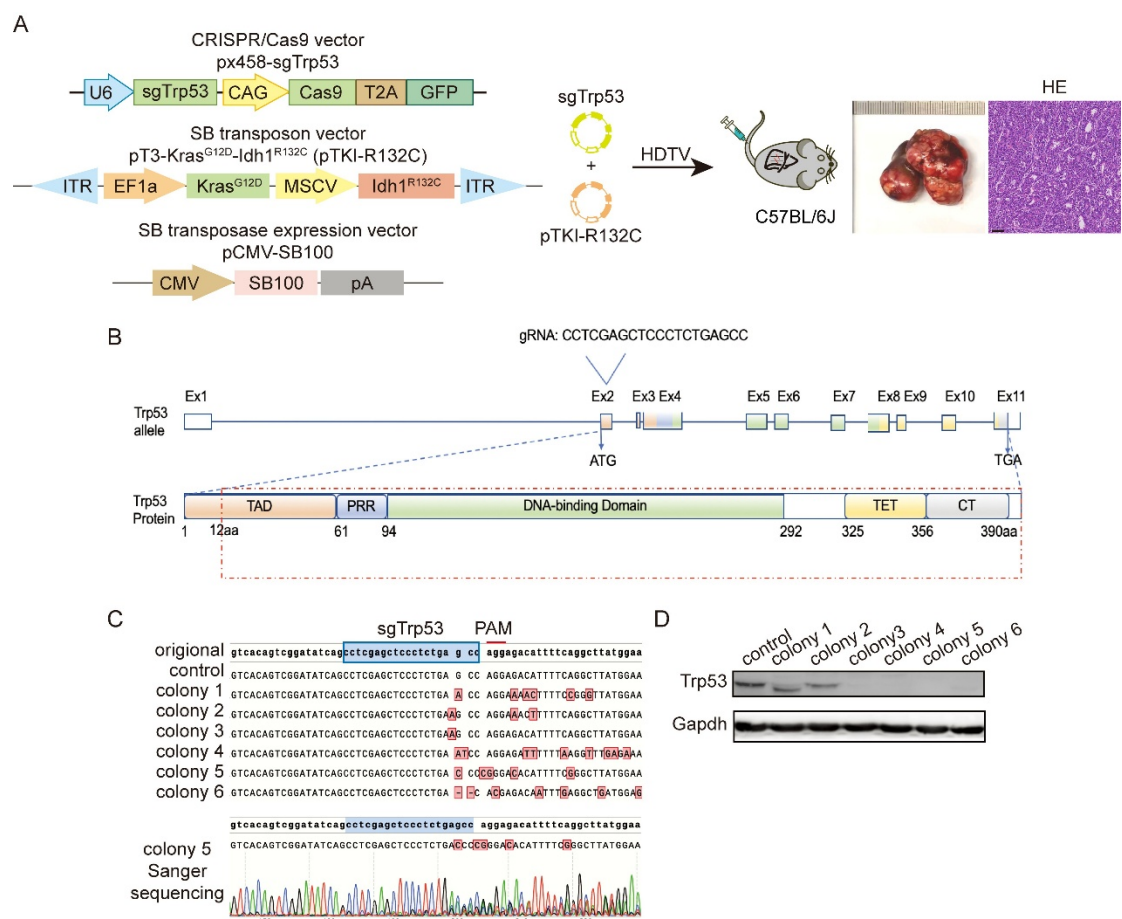 A
CRISPR/Cas9 vector
px458-sgTrp53
U6 sgTrp53 CAG Cas9 T2A GFP
SB transposon vector
pT3-KrasG12D-Idh1R132C (pTKI-R132C)
ITR EF1a KrasG12D MSCV Idh1R132C ITR
SB transposase expression vector
pCMV-SB100
CMV SB100 pA
sgTrp53
+
pTKI-R132C
HDTV
C57BL/6J
HE
B
gRNA: CCTCGAGCTCCCTCTGAGCC
Ex1 Ex2 Ex3 Ex4 Ex5 Ex6 Ex7 Ex8 Ex9 Ex10 Ex11
Trp53
allele
ATG TGA
Trp53
Protein
TAD PRR DNA-binding Domain TET CT
1 12aa 61 94 292 325 356 390aa
C
sgTrp53 PAM
origional gtcacagtcggatatcagcctcgagctccctctga g cc aggagacattttcaggcttatggaa
control GTCACAGTCGGATATCAGCCTCGAGCTCCCTCTGA G CC AGGAGACATTTTCAGGCTTATGGAA
colony 1 GTCACAGTCGGATATCAGCCTCGAGCTCCCTCTGA A CC AGGAAAACTTTTCCGGGTTATGGAA
colony 2 GTCACAGTCGGATATCAGCCTCGAGCTCCCTCTGAAG CC AGGAGAAACTTTCAGGCTTATGGAA
colony 3 GTCACAGTCGGATATCAGCCTCGAGCTCCCTCTGAAG CC AGGAGACATTTTCAGGCTTATGGAA
colony 4 GTCACAGTCGGATATCAGCCTCGAGCTCCCTCTGA ATCC AGGAGATTTTTAAGGTTTGAGAAA
colony 5 GTCACAGTCGGATATCAGCCTCGAGCTCCCTCTGA C CCCGGGACACATTTTCGGGCTTATGGAA
colony 6 GTCACAGTCGGATATCAGCCTCGAGCTCCCTCTGA - -C ACGAGACAATTTGAGGCTGATGGAG
gtcacagtcggatatcagcctcgagctccctctgagcc aggagacattttcaggcttatggaa
GTCACAGTCGGATATCAGCCTCGAGCTCCCTCTGACCCCGGGACACATTTTCGGGCTTATGGAA
colony 5
Sanger
sequencing
D
control colony 1 colony 2 colony3 colony 4 colony 5 colony 6
Trp53
Gapdh